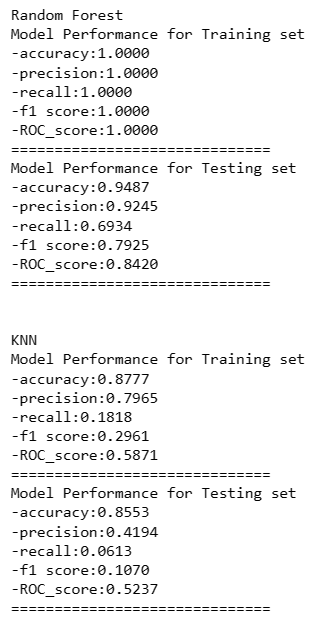 Random Forest
Model Performance for Training set
-accuracy:1.0000
-precision:1.0000
-recall:1.0000
-f1 score:1.0000
-ROC_score:1.0000
==============================
Model Performance for Testing set
-accuracy:0.9487
-precision:0.9245
-recall:0.6934
-f1 score:0.7925
-ROC_score:0.8420
==============================
KNN
Model Performance for Training set
-accuracy:0.8777
-precision:0.7965
-recall:0.1818
-f1 score:0.2961
-ROC_score:0.5871
==============================
Model Performance for Testing set
-accuracy:0.8553
-precision:0.4194
-recall:0.0613
-f1 score:0.1070
-ROC_score:0.5237
==============================